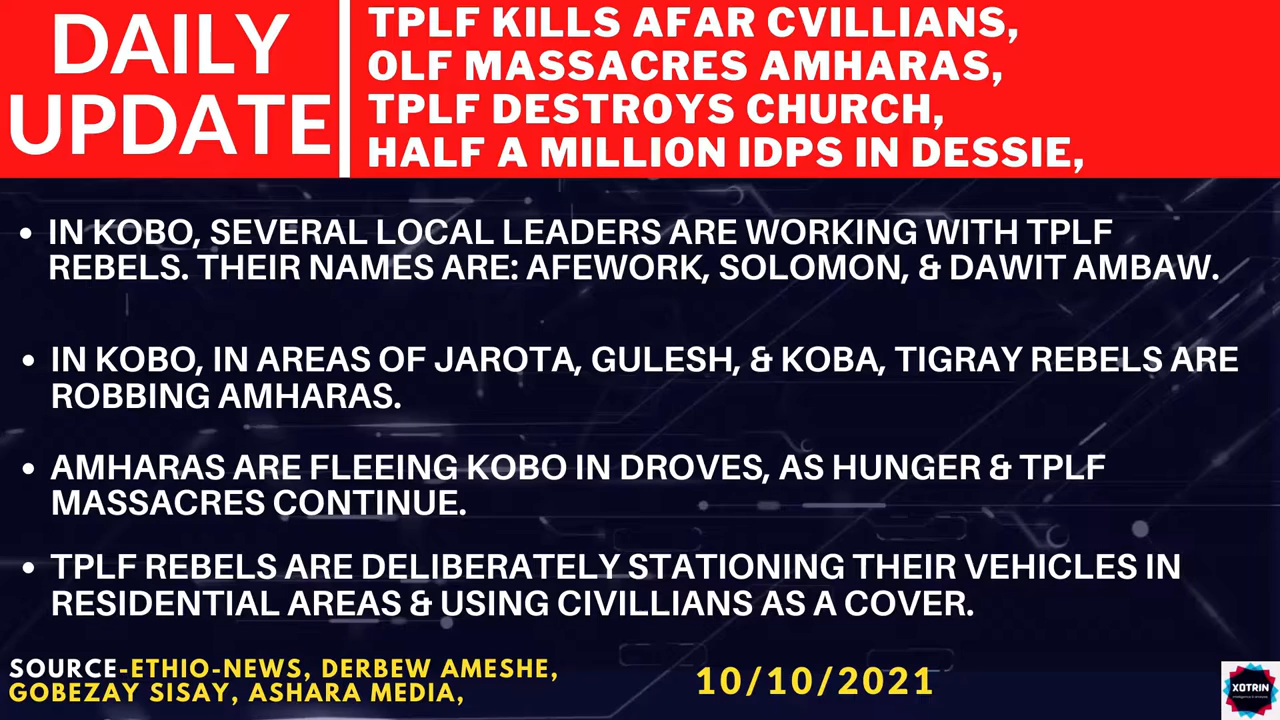 DAILY
UPDATE
TPLF KILLS AFAR CVILLIANS,
OLF MASSACRES AMHARAS,
TPLF DESTROYS CHURCH,
HALF A MILLION IDPS IN DESSIE,
• IN KOBO, SEVERAL LOCAL LEADERS ARE WORKING WITH TPLF
REBELS. THEIR NAMES ARE: AFEWORK, SOLOMON, & DAWIT AMBAW.
• IN KOBO, IN AREAS OF JAROTA, GULESH, & KOBA, TIGRAY REBELS ARE
ROBBING AMHARAS.
• AMHARAS ARE FLEEING KOBO IN DROVES, AS HUNGER & TPLF
MASSACRES CONTINUE.
• TPLF REBELS ARE DELIBERATELY STATIONING THEIR VEHICLES IN
RESIDENTIAL AREAS & USING CIVILLIANS AS A COVER.
SOURCE-ETHIO-NEWS, DERBEW AMESHE,
GOBEZAY SISAY, ASHARA MEDIA,
10/10/2021
XOTRIN